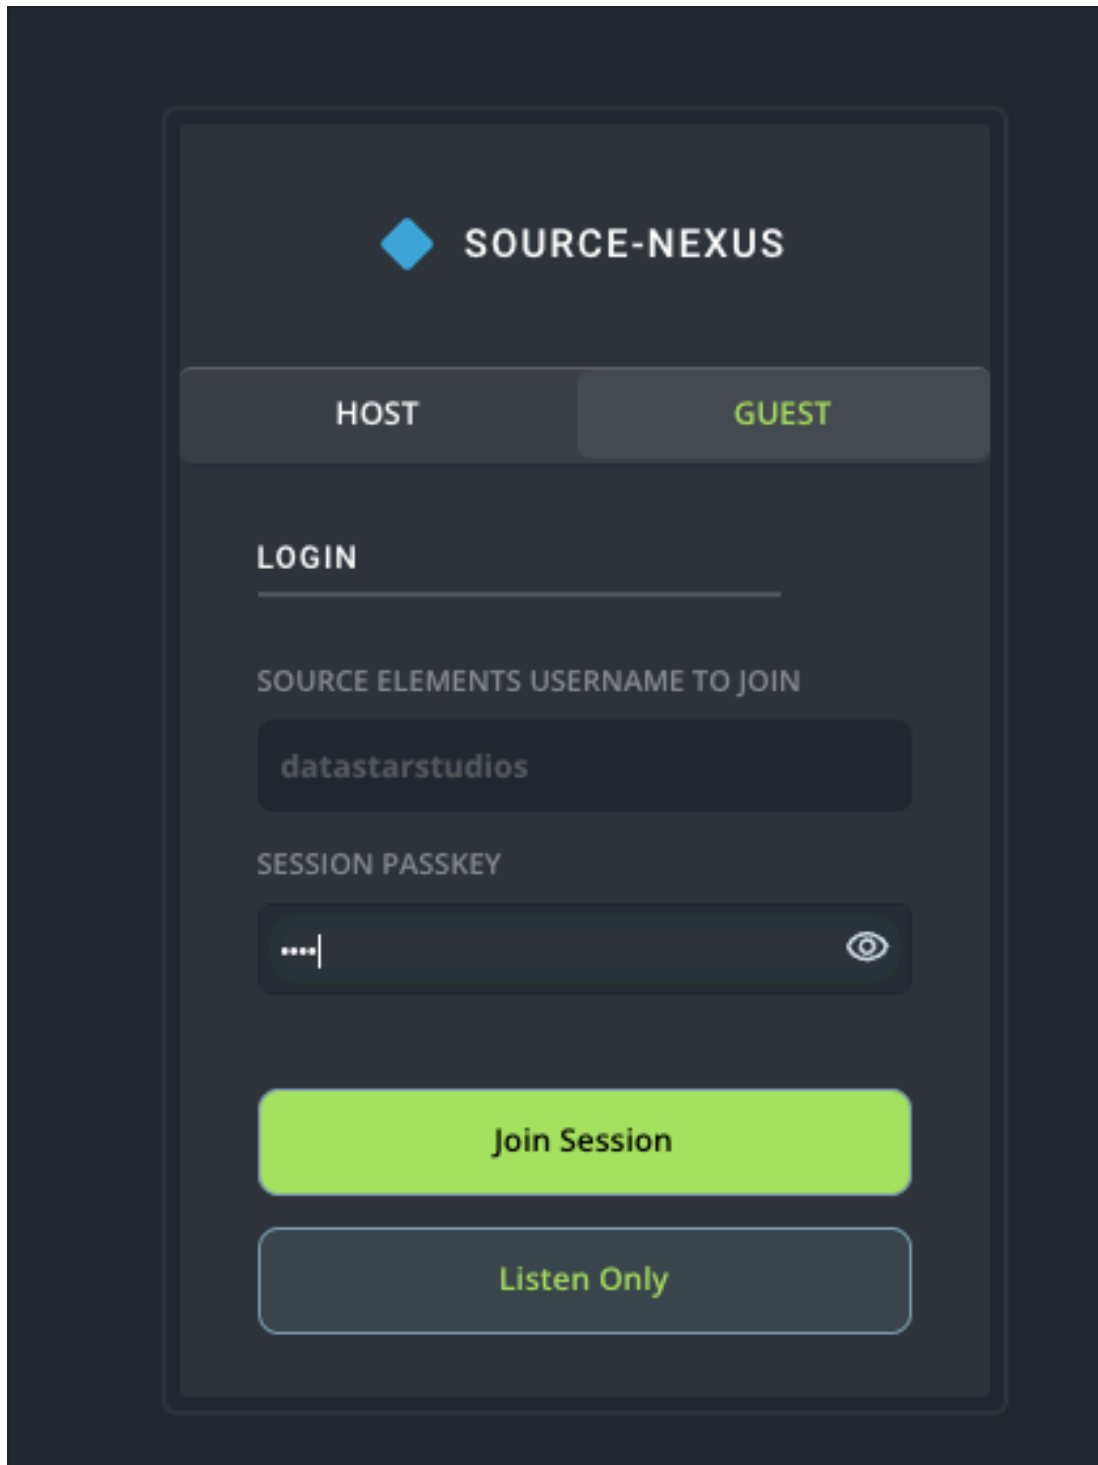 SOURCE-NEXUS
HOST GUEST
LOGIN
SOURCE ELEMENTS USERNAME TO JOIN
datastarstudios
SESSION PASSKEY
••••
Join Session
Listen Only